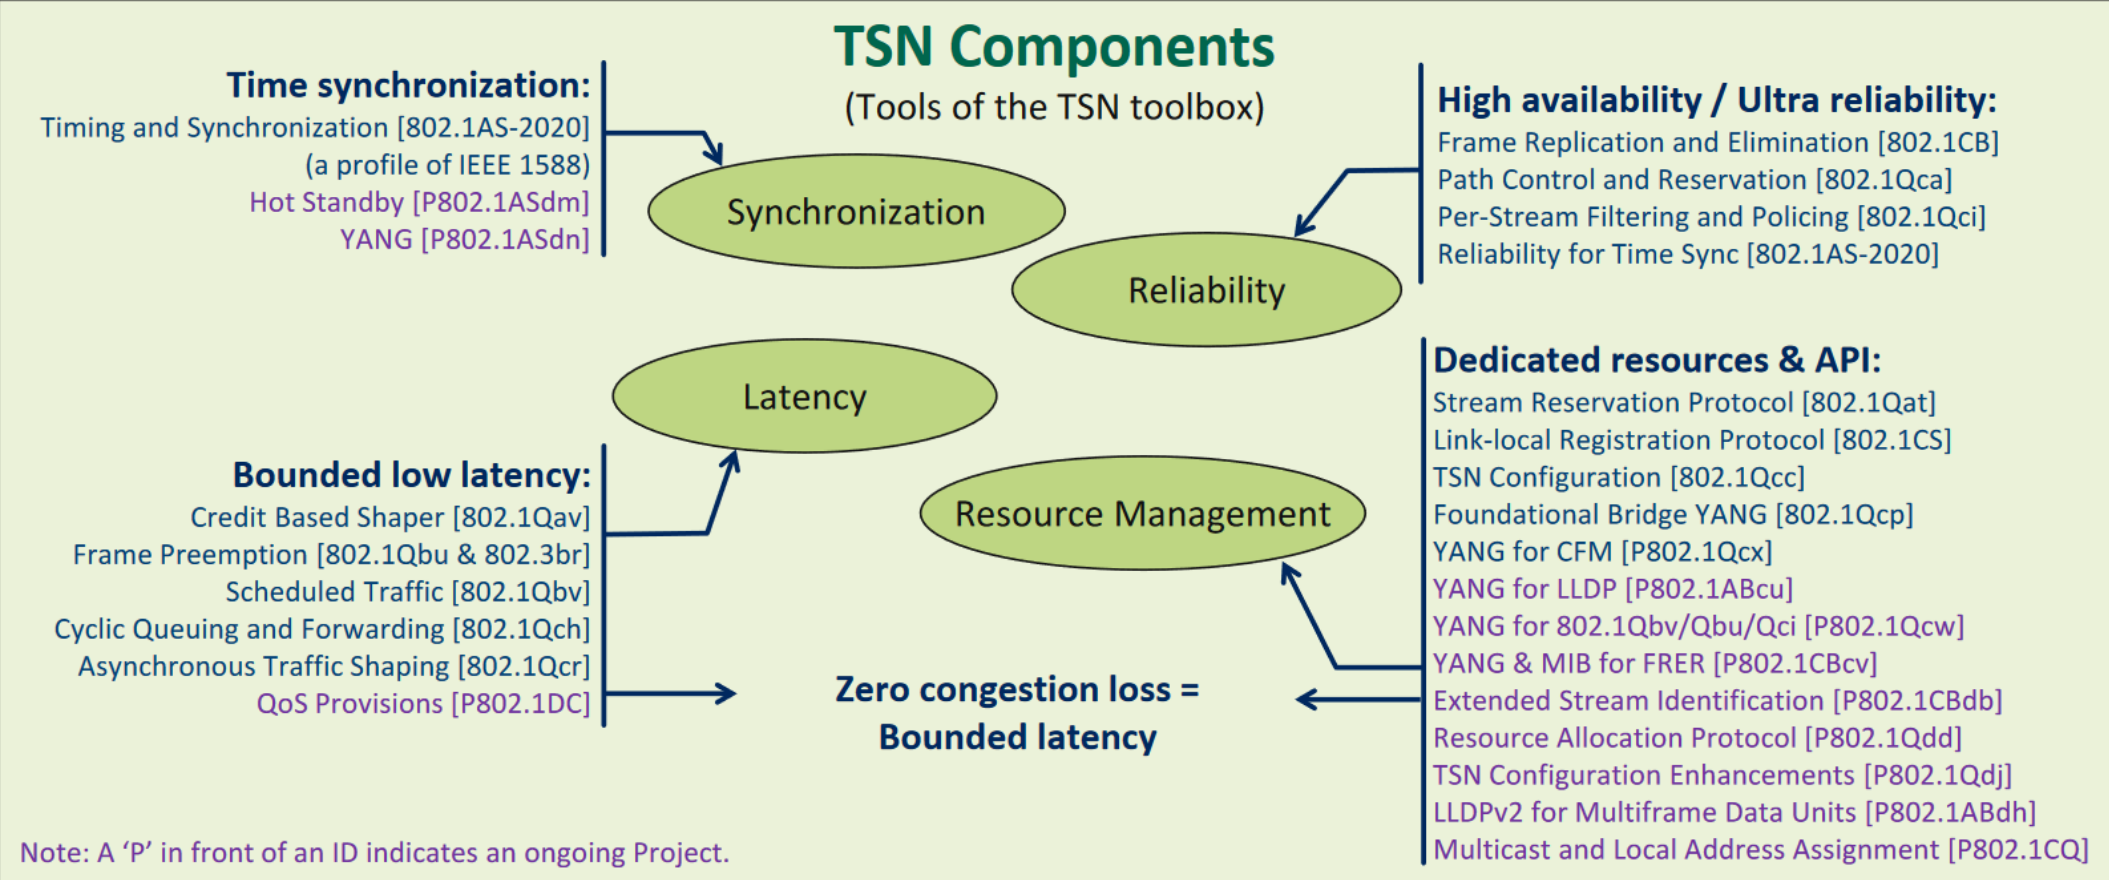 TSN Components
(Tools of the TSN toolbox)
Time synchronization:
Timing and Synchronization [802.1AS-2020]
(a profile of IEEE 1588)
Hot Standby [P802.1ASdm]
YANG [P802.1ASdn]
Synchronization
High availability / Ultra reliability:
Frame Replication and Elimination [802.1CB]
Path Control and Reservation [802.1Qca]
Per-Stream Filtering and Policing [802.1Qci]
Reliability for Time Sync [802.1AS-2020]
Reliability
Latency
Bounded low latency:
Credit Based Shaper [802.1Qav]
Frame Preemption [802.1Qbu & 802.3br]
Scheduled Traffic [802.1Qbv]
Cyclic Queuing and Forwarding [802.1Qch]
Asynchronous Traffic Shaping [802.1Qcr]
QoS Provisions [P802.1DC]
Resource Management
Dedicated resources & API:
Stream Reservation Protocol [802.1Qat]
Link-local Registration Protocol [802.1CS]
TSN Configuration [802.1Qcc]
Foundational Bridge YANG [802.1Qcp]
YANG for CFM [P802.1Qcx]
YANG for LLDP [P802.1ABcu]
YANG for 802.1Qbv/Qbu/Qci [P802.1Qcw]
YANG & MIB for FRER [P802.1CBcv]
Extended Stream Identification [P802.1CBdb]
Resource Allocation Protocol [P802.1Qdd]
TSN Configuration Enhancements [P802.1Qdj]
LLDPv2 for Multiframe Data Units [P802.1ABdh]
Multicast and Local Address Assignment [P802.1CQ]
Zero congestion loss =
Bounded latency
Note: A ‘P’ in front of an ID indicates an ongoing Project.